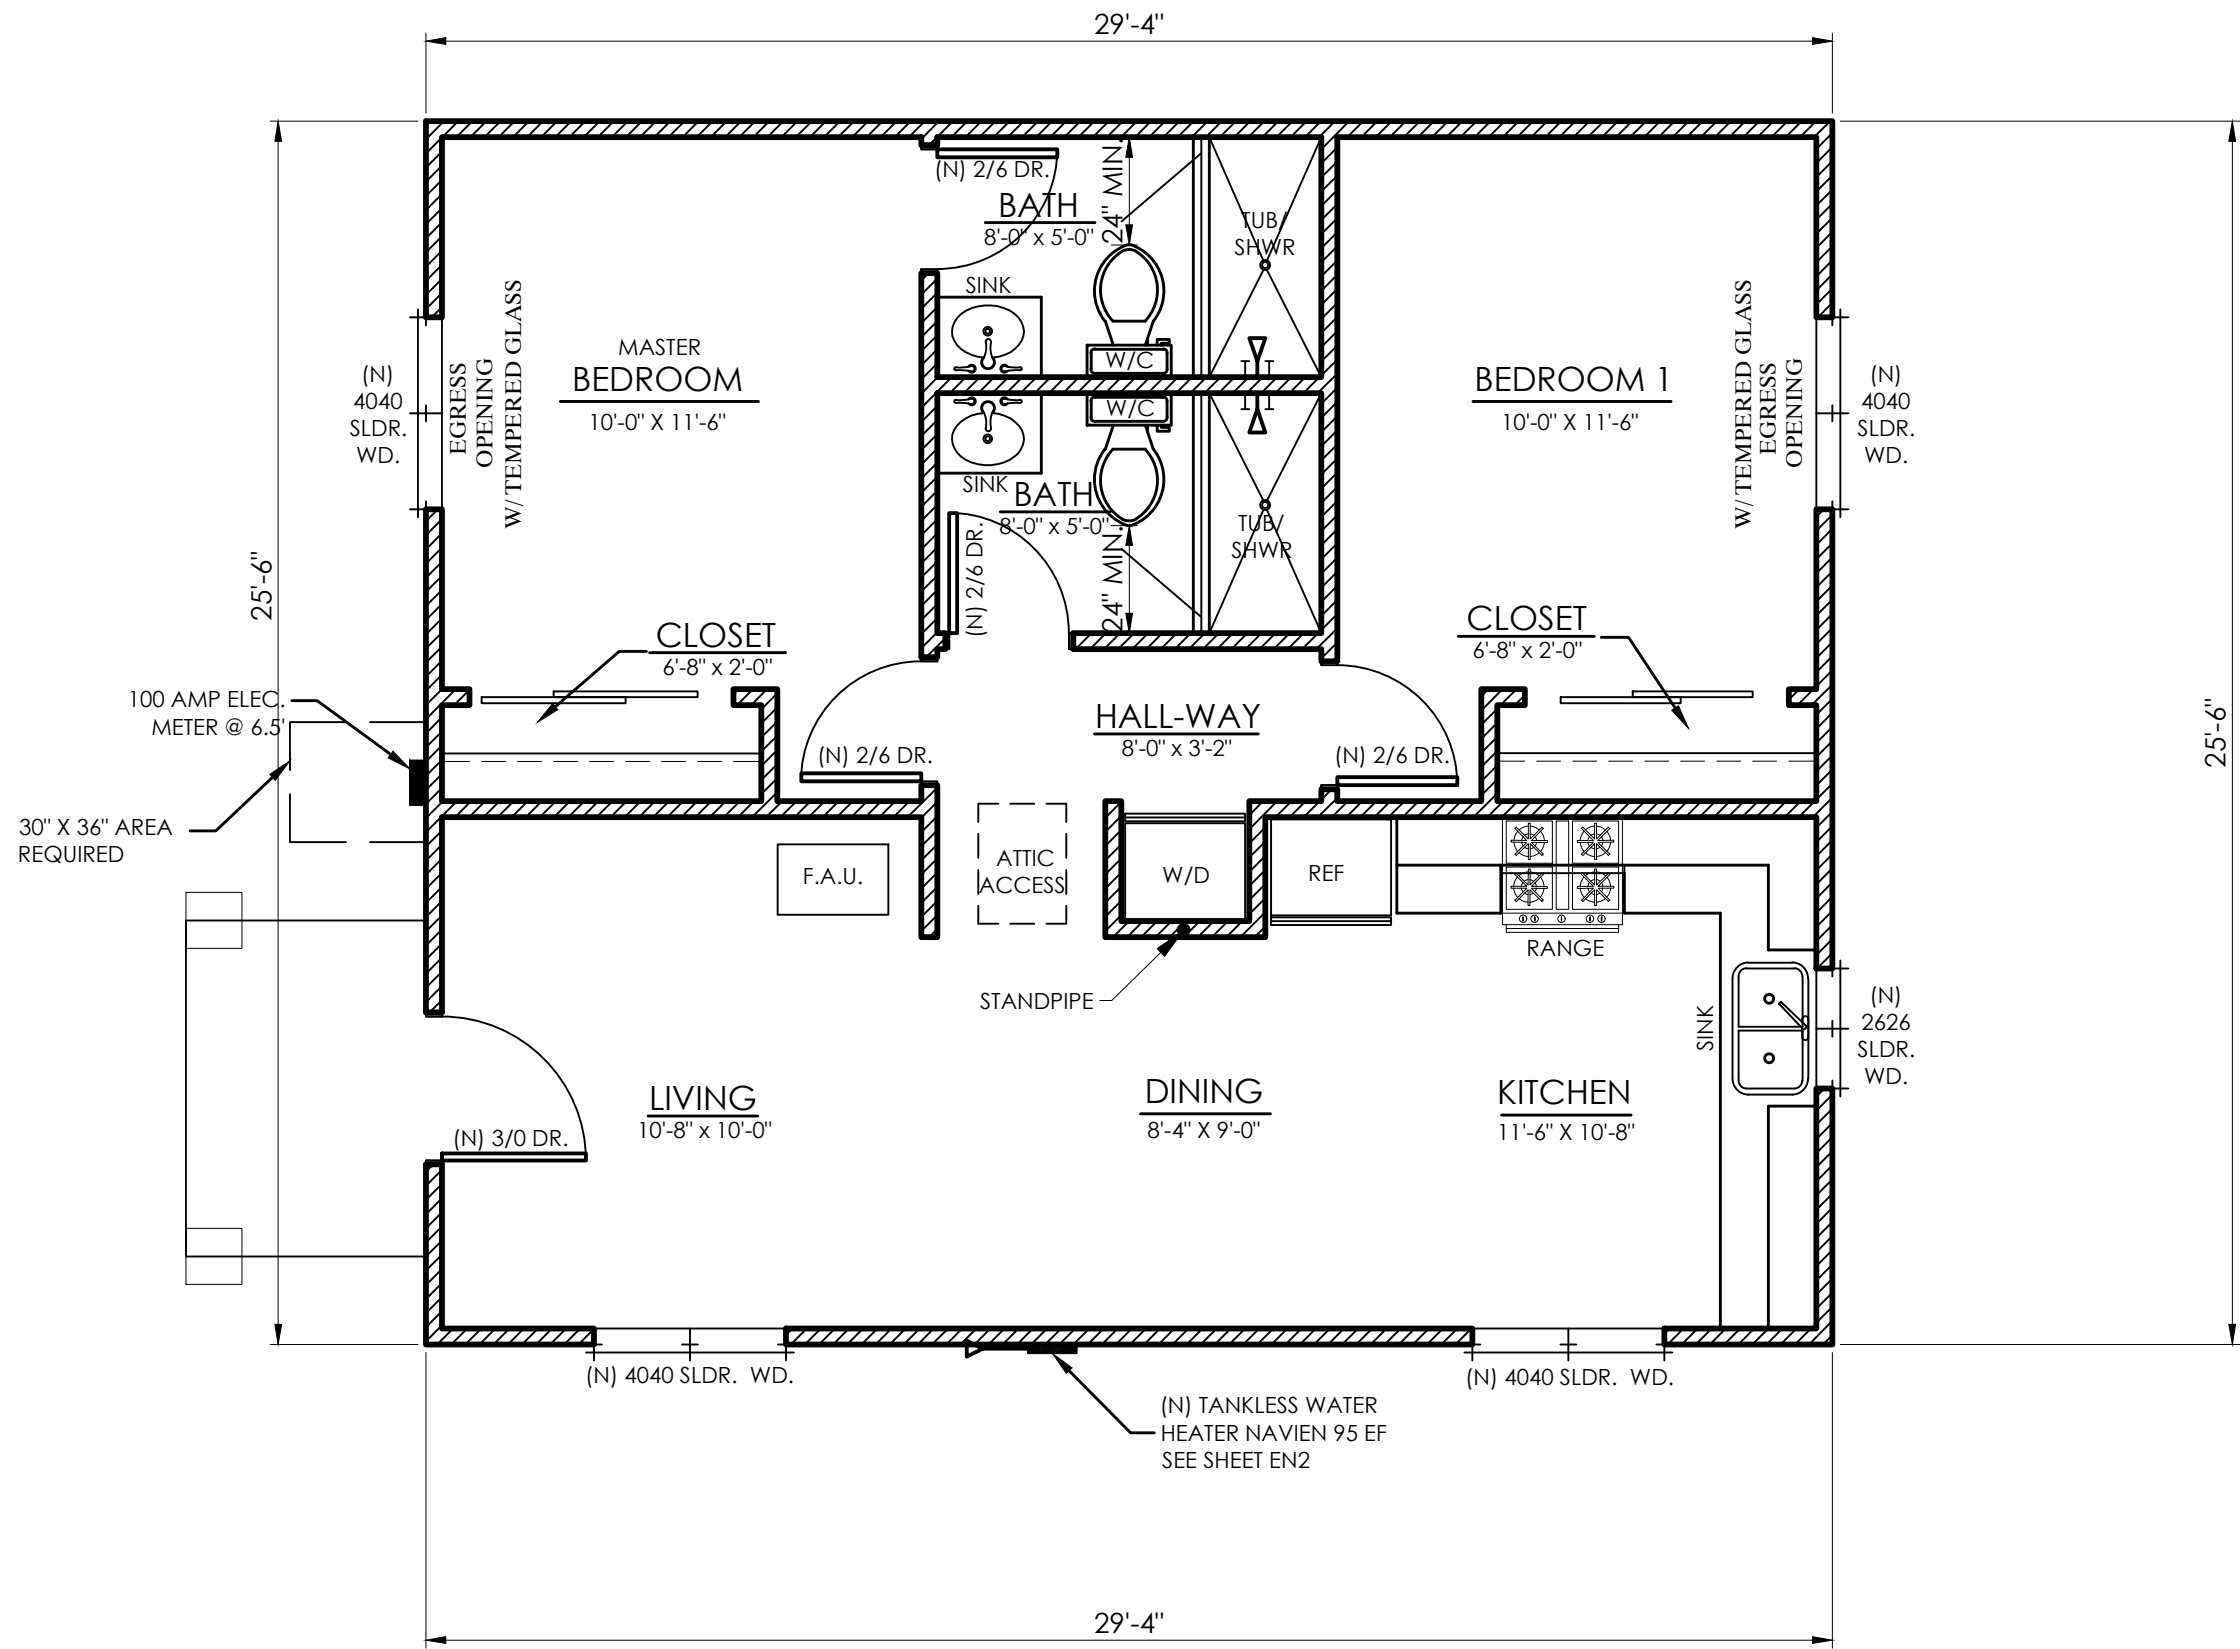 29'-4"
(N) 2/6 DR.
BATH
8'-0" x 5'-0"
24" MIN.
TUB/
SHWR
SINK
W/C
MASTER
BEDROOM
10'-0" X 11'-6"
EGRESS
OPENING
W/ TEMPERED GLASS
(N)
4040
SLDR.
WD.
BEDROOM 1
10'-0" X 11'-6"
W/ TEMPERED GLASS
EGRESS
OPENING
(N)
4040
SLDR.
WD.
W/C
SINK
BATH
8'-0" x 5'-0"
(N) 2/6 DR.
24" MIN.
TUB/
SHWR
25'-6"
25'-6"
CLOSET
6'-8" x 2'-0"
CLOSET
6'-8" x 2'-0"
100 AMP ELEC.
METER @ 6.5'
HALL-WAY
8'-0" x 3'-2"
(N) 2/6 DR.
(N) 2/6 DR.
30" X 36" AREA
REQUIRED
F.A.U.
ATTIC
ACCESS
W/D
REF
RANGE
STANDPIPE
SINK
(N)
2626
SLDR.
WD.
LIVING
10'-8" x 10'-0"
DINING
8'-4" X 9'-0"
KITCHEN
11'-6" X 10'-8"
(N) 3/0 DR.
(N) 4040 SLDR. WD.
(N) 4040 SLDR. WD.
(N) TANKLESS WATER
HEATER NAVIEN 95 EF
SEE SHEET EN2
29'-4"